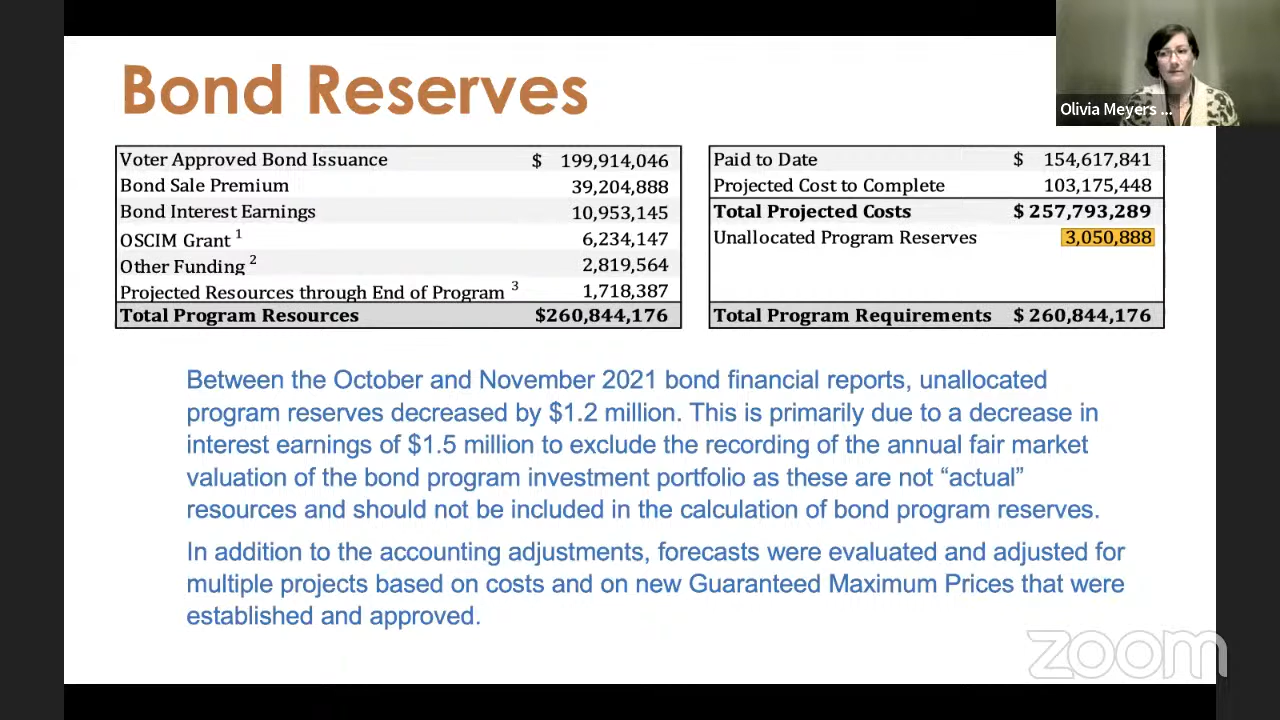 Bond Reserves
Olivia Meyers ...
Voter Approved Bond Issuance $ 199,914,046
Bond Sale Premium 39,204,888
Bond Interest Earnings 10,953,145
OSCIM Grant 1 6,234,147
Other Funding 2 2,819,564
Projected Resources through End of Program 3 1,718,387
Total Program Resources $260,844,176
Paid to Date $ 154,617,841
Projected Cost to Complete 103,175,448
Total Projected Costs $ 257,793,289
Unallocated Program Reserves 3,050,888
Total Program Requirements $ 260,844,176
Between the October and November 2021 bond financial reports, unallocated
program reserves decreased by $1.2 million. This is primarily due to a decrease in
interest earnings of $1.5 million to exclude the recording of the annual fair market
valuation of the bond program investment portfolio as these are not “actual”
resources and should not be included in the calculation of bond program reserves.
In addition to the accounting adjustments, forecasts were evaluated and adjusted for
multiple projects based on costs and on new Guaranteed Maximum Prices that were
established and approved.
zoom